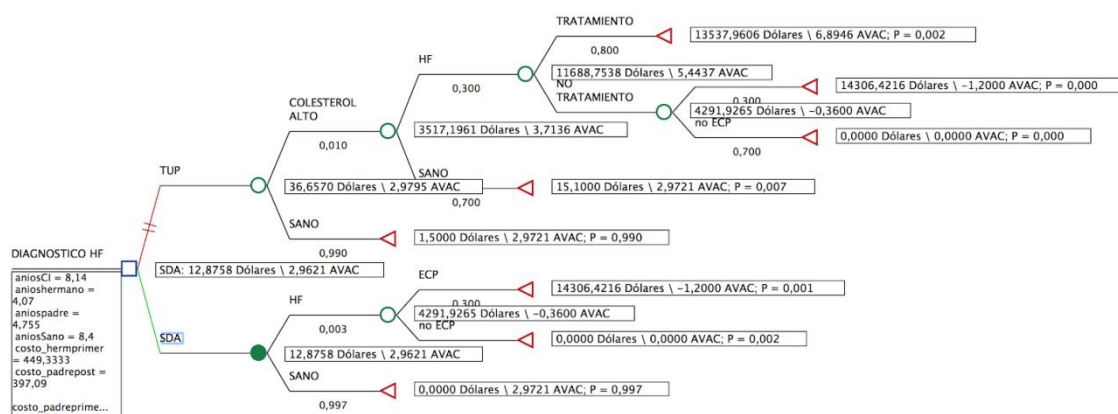 TRATAMIENTO
13537,9606 Dólares \ 6,8946 AVAC; P = 0,002
0,800
HF
11688,7538 Dólares \ 5,4437 AVAC
NO
TRATAMIENTO
0,300
14306,4216 Dólares \ -1,2000 AVAC; P = 0,000
0,300
4291,9265 Dólares \ -0,3600 AVAC
no ECP
0,0000 Dólares \ 0,0000 AVAC; P = 0,000
0,700
COLESTEROL
ALTO
0,010
3517,1961 Dólares \ 3,7136 AVAC
SANO
15,1000 Dólares \ 2,9721 AVAC; P = 0,007
0,700
TUP
36,6570 Dólares \ 2,9795 AVAC
SANO
1,5000 Dólares \ 2,9721 AVAC; P = 0,990
0,990
DIAGNOSTICO HF
SDA: 12,8758 Dólares \ 2,9621 AVAC
aniosCI = 8,14
anioshermano =
4,07
aniospadre =
4,755
aniosSano = 8,4
costo_hermprimer
= 449,3333
costo_padrepost =
397,09
costo_padreprime...
SDA
HF
0,003
12,8758 Dólares \ 2,9621 AVAC
ECP
14306,4216 Dólares \ -1,2000 AVAC; P = 0,001
0,300
4291,9265 Dólares \ -0,3600 AVAC
no ECP
0,0000 Dólares \ 0,0000 AVAC; P = 0,002
0,700
SANO
0,0000 Dólares \ 2,9721 AVAC; P = 0,997
0,997